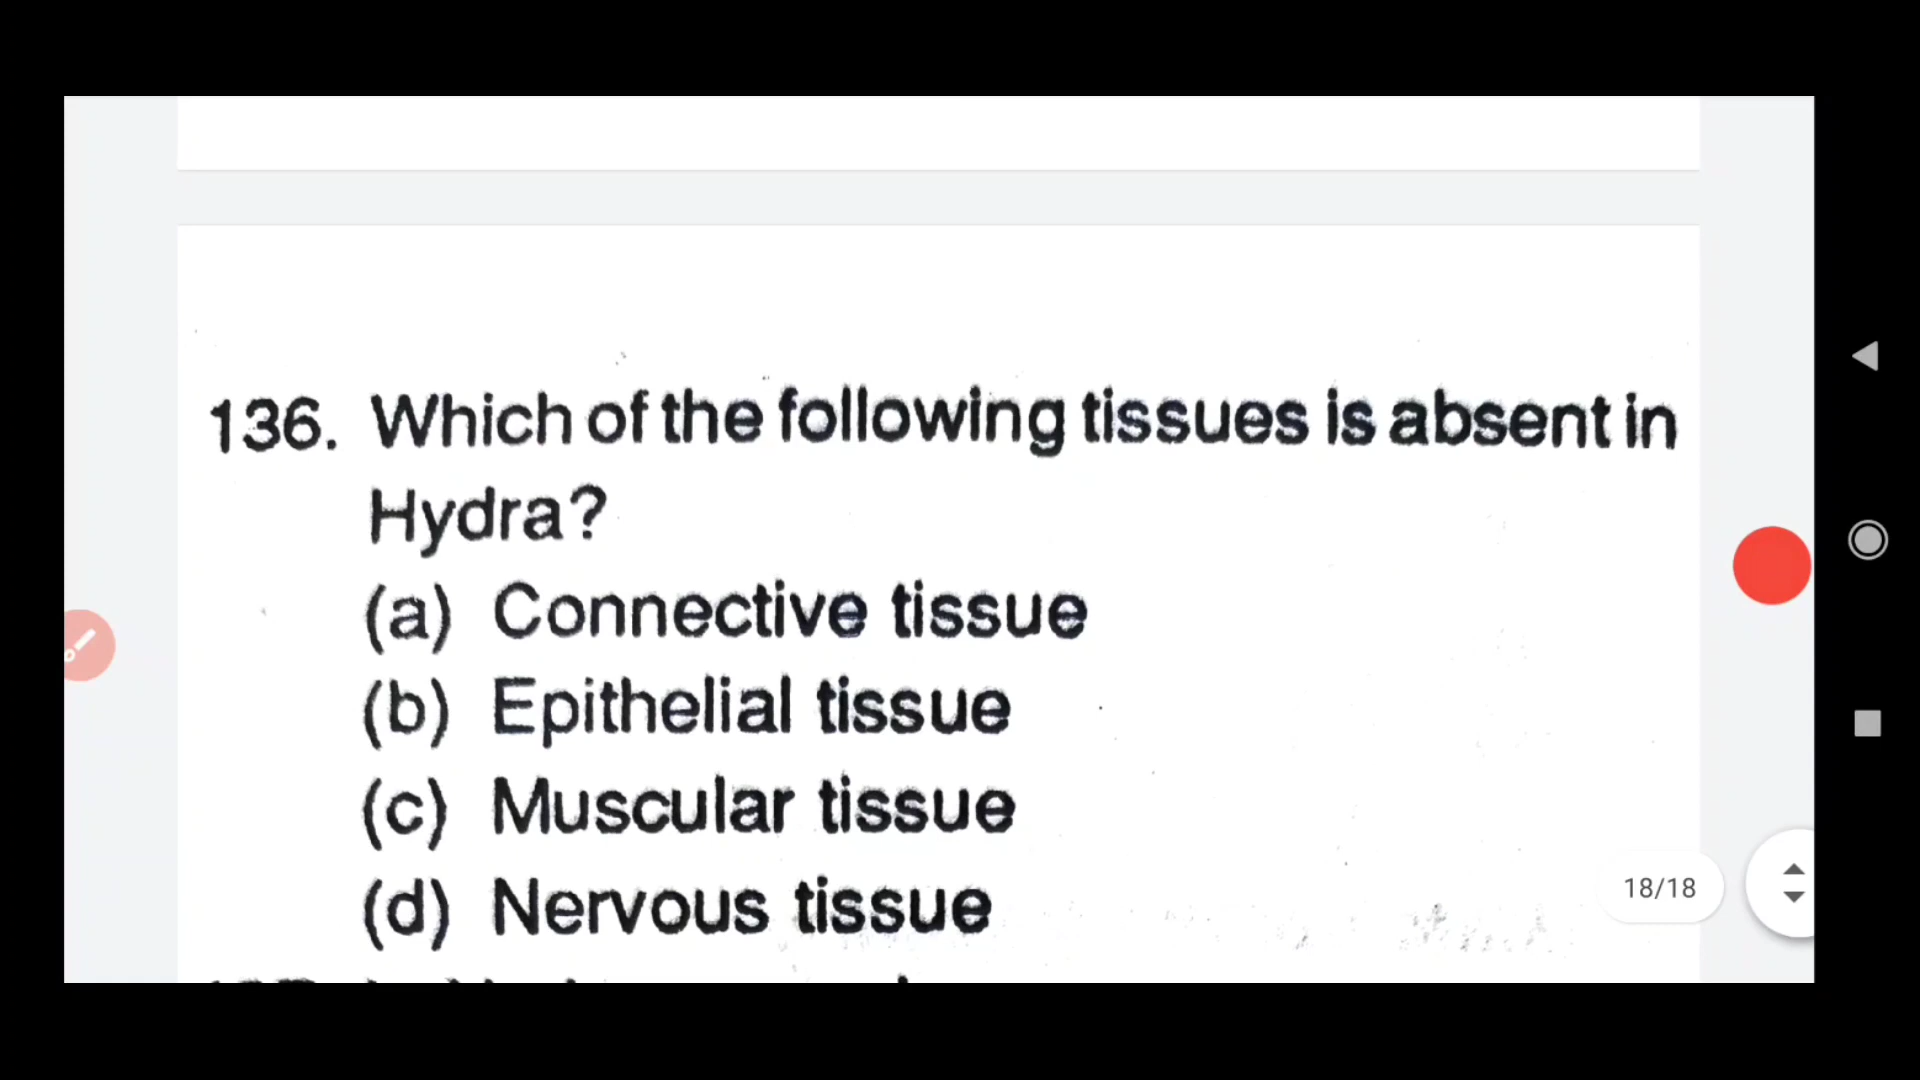 136. Which of the following tissues is absent in
Hydra?
(a) Connective tissue
(b) Epithelial tissue
(c) Muscular tissue
(d) Nervous tissue
18/18